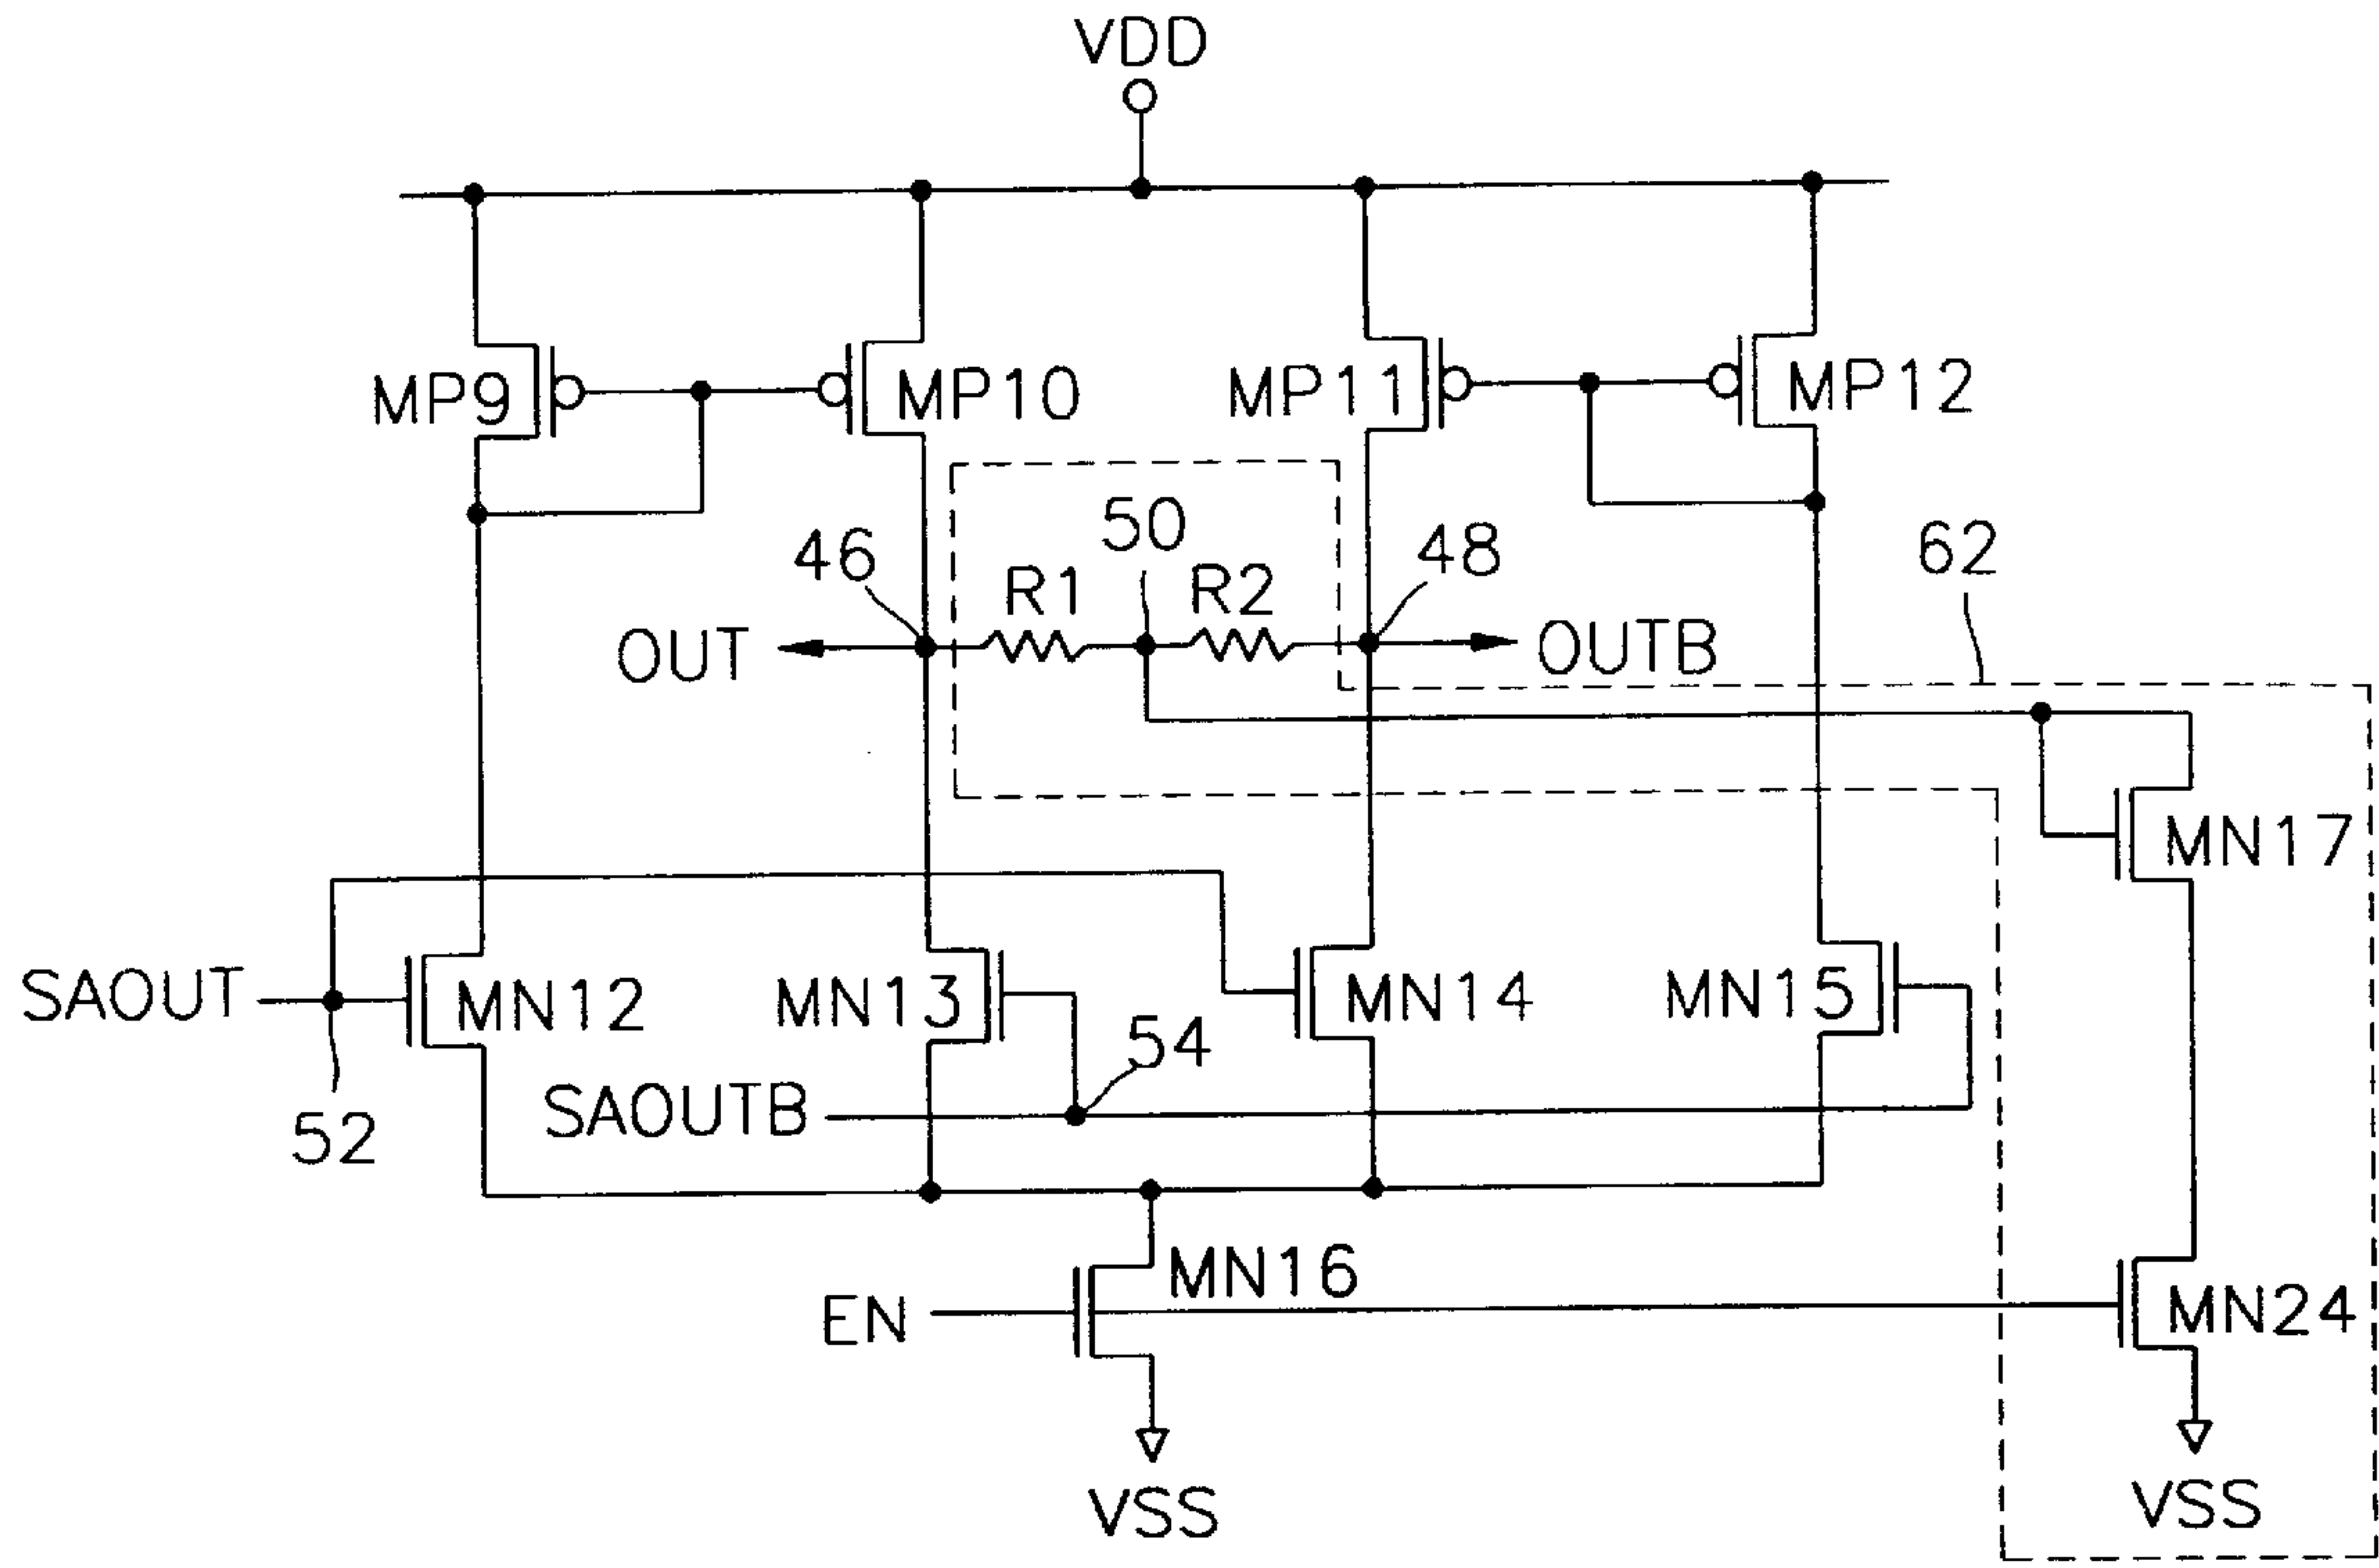 VDD
MP9
MP10
MP11
MP12
50
46
R1
R2
48
62
OUT
OUTB
MN17
SAOUT
MN12
MN13
MN14
MN15
54
SAOUTB
52
MN16
EN
MN24
VSS
VSS